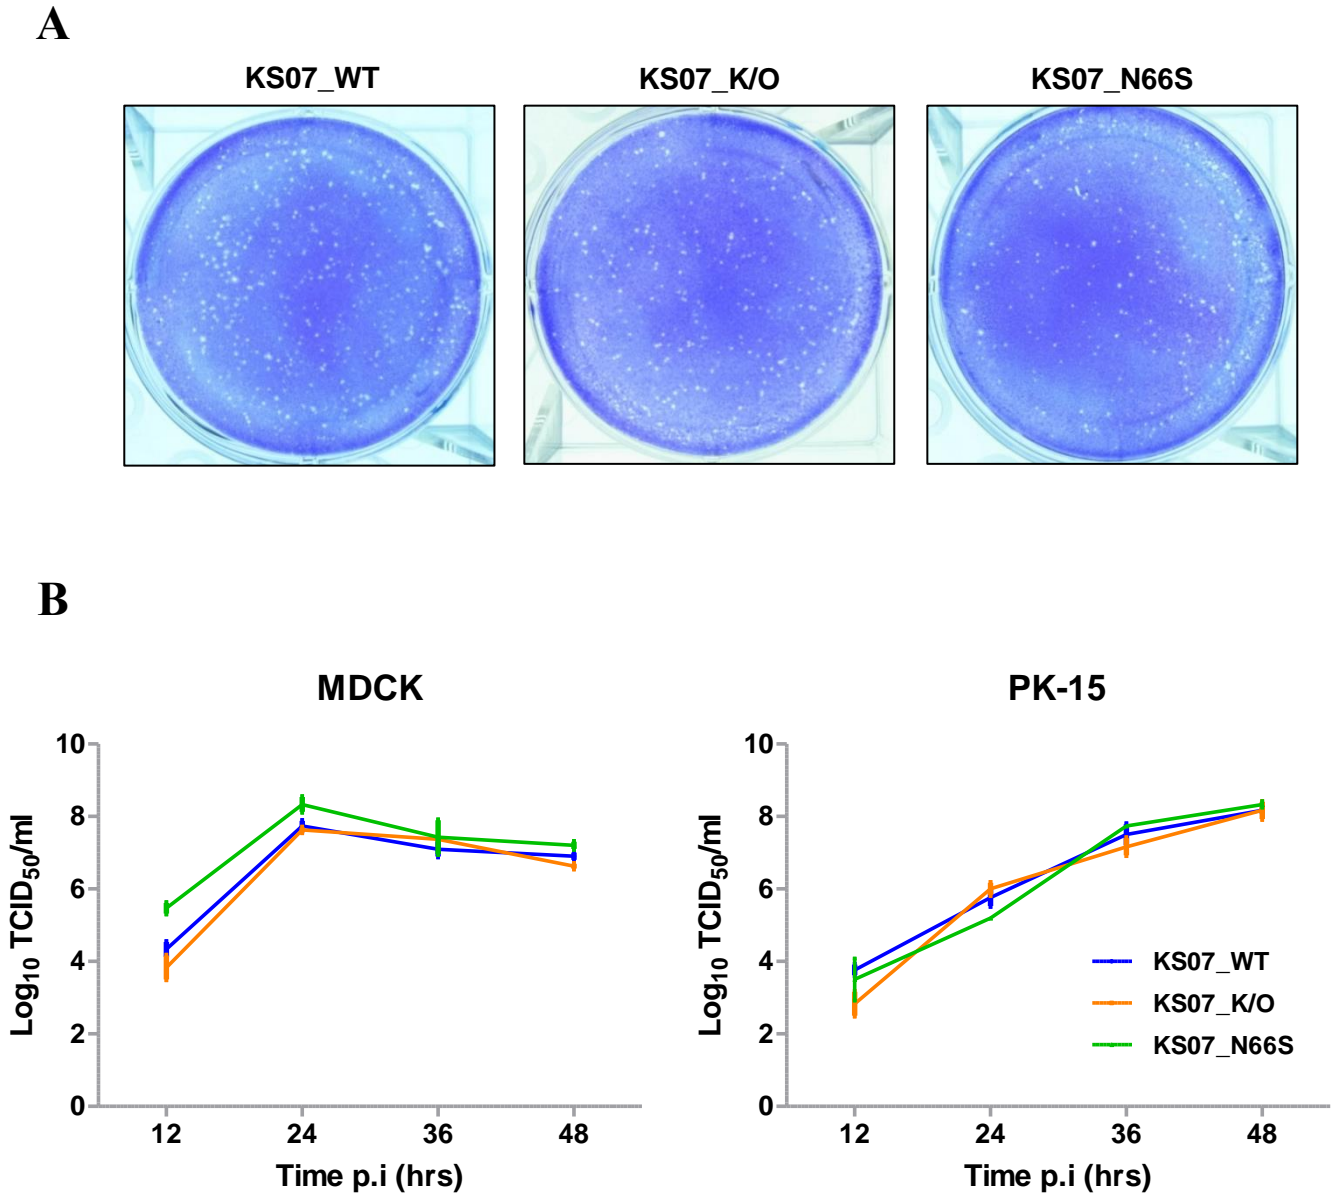 A
KS07_WT KS07_K/O KS07_N66S
B
MDCK
10
8
6
4
2
0
Log10 TCID50/ml
12 24 36 48
Time p.i (hrs)
PK-15
10
8
6
4
2
0
Log10 TCID50/ml
KS07_WT
KS07_K/O
KS07_N66S
12 24 36 48
Time p.i (hrs)